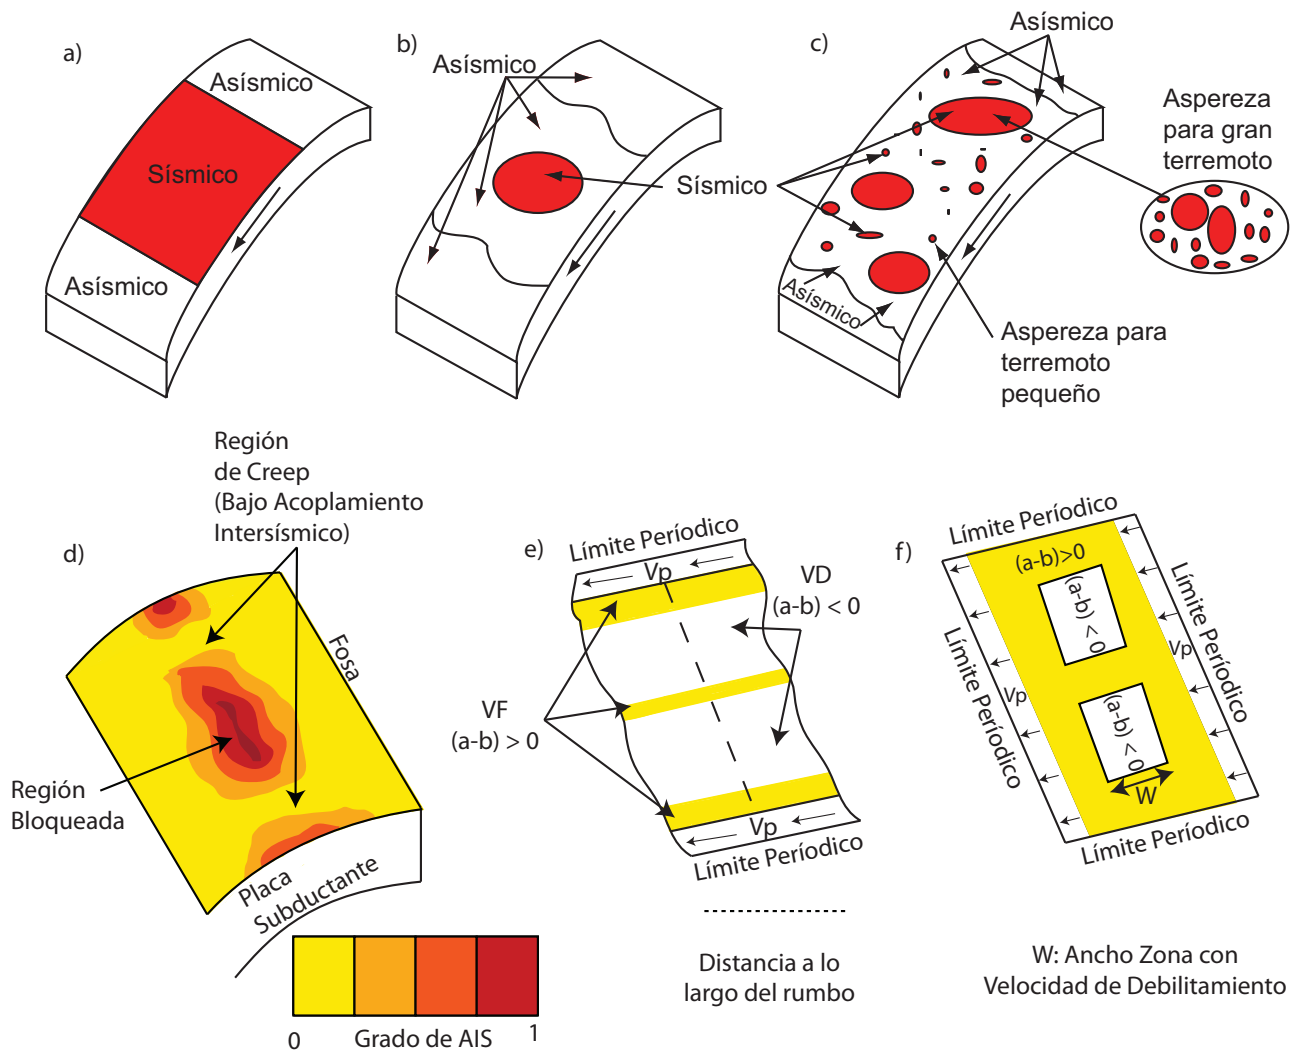 a)
Asísmico
Sísmico
Asísmico
b)
Asísmico
Sísmico
c)
Asísmico
Aspereza
para gran
terremoto
Asísmico
Aspereza para
terremoto
pequeño
d)
Región
de Creep
(Bajo Acoplamiento
Intersísmico)
Fosa
Región
Bloqueada
Placa
Subductante
0
Grado de AIS
1
e)
Límite Períodico
Vp
VD
(a-b) < 0
VF
(a-b) > 0
Vp
Límite Períodico
Distancia a lo
largo del rumbo
f)
Límite Períodico
(a-b)>0
(a-b) < 0
Límite Períodico
Vp
Vp
Límite Períodico
(a-b) < 0
W
Límite Períodico
W: Ancho Zona con
Velocidad de Debilitamiento